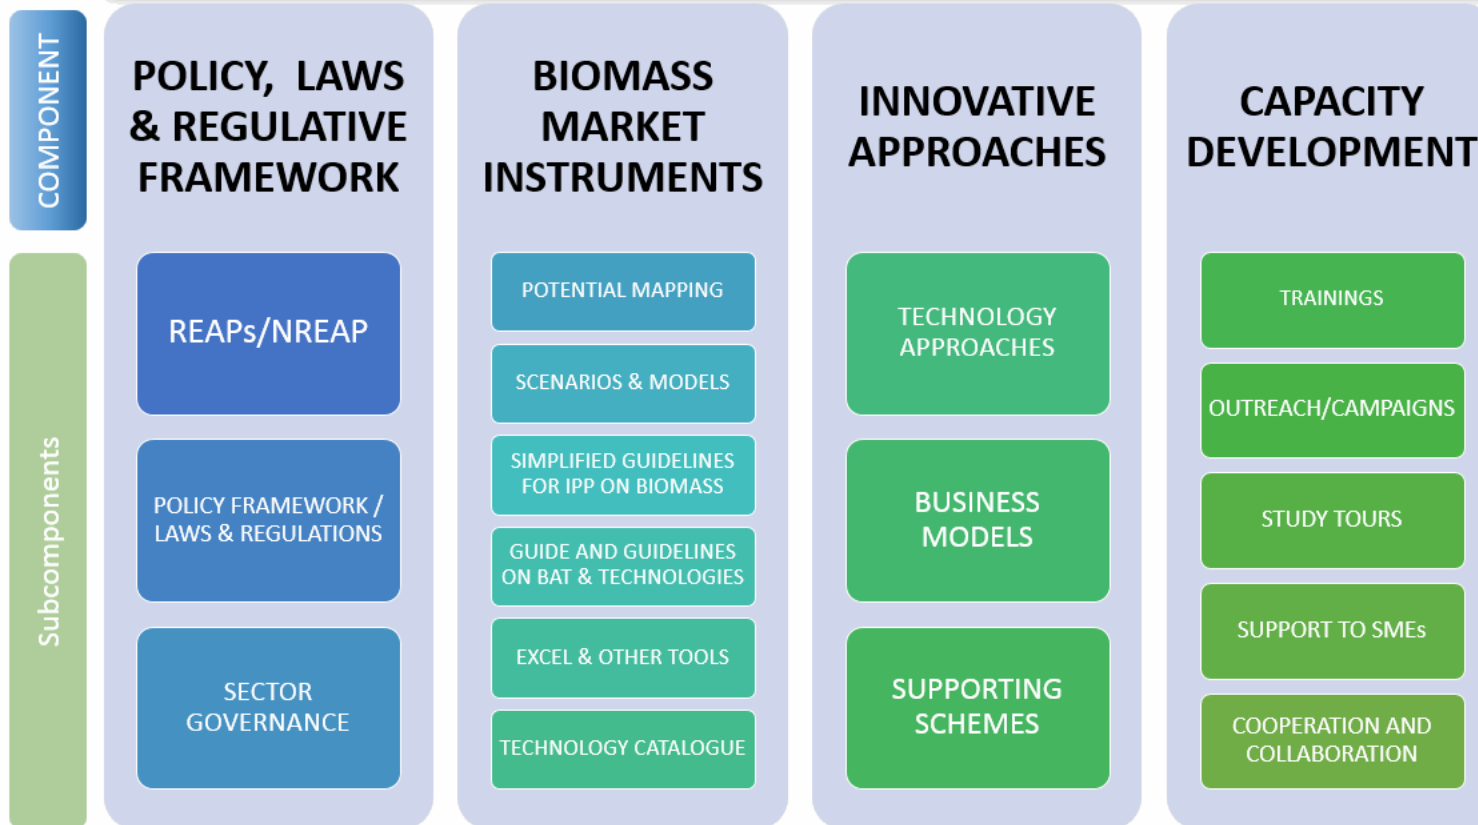 COMPONENT
POLICY, LAWS
& REGULATIVE
FRAMEWORK
BIOMASS
MARKET
INSTRUMENTS
INNOVATIVE
APPROACHES
CAPACITY
DEVELOPMENT
Subcomponents
REAPs/NREAP
POLICY FRAMEWORK /
LAWS & REGULATIONS
SECTOR
GOVERNANCE
POTENTIAL MAPPING
SCENARIOS & MODELS
SIMPLIFIED GUIDELINES
FOR IPP ON BIOMASS
GUIDE AND GUIDELINES
ON BAT & TECHNOLOGIES
EXCEL & OTHER TOOLS
TECHNOLOGY CATALOGUE
TECHNOLOGY
APPROACHES
BUSINESS
MODELS
SUPPORTING
SCHEMES
TRAININGS
OUTREACH/CAMPAIGNS
STUDY TOURS
SUPPORT TO SMEs
COOPERATION AND
COLLABORATION